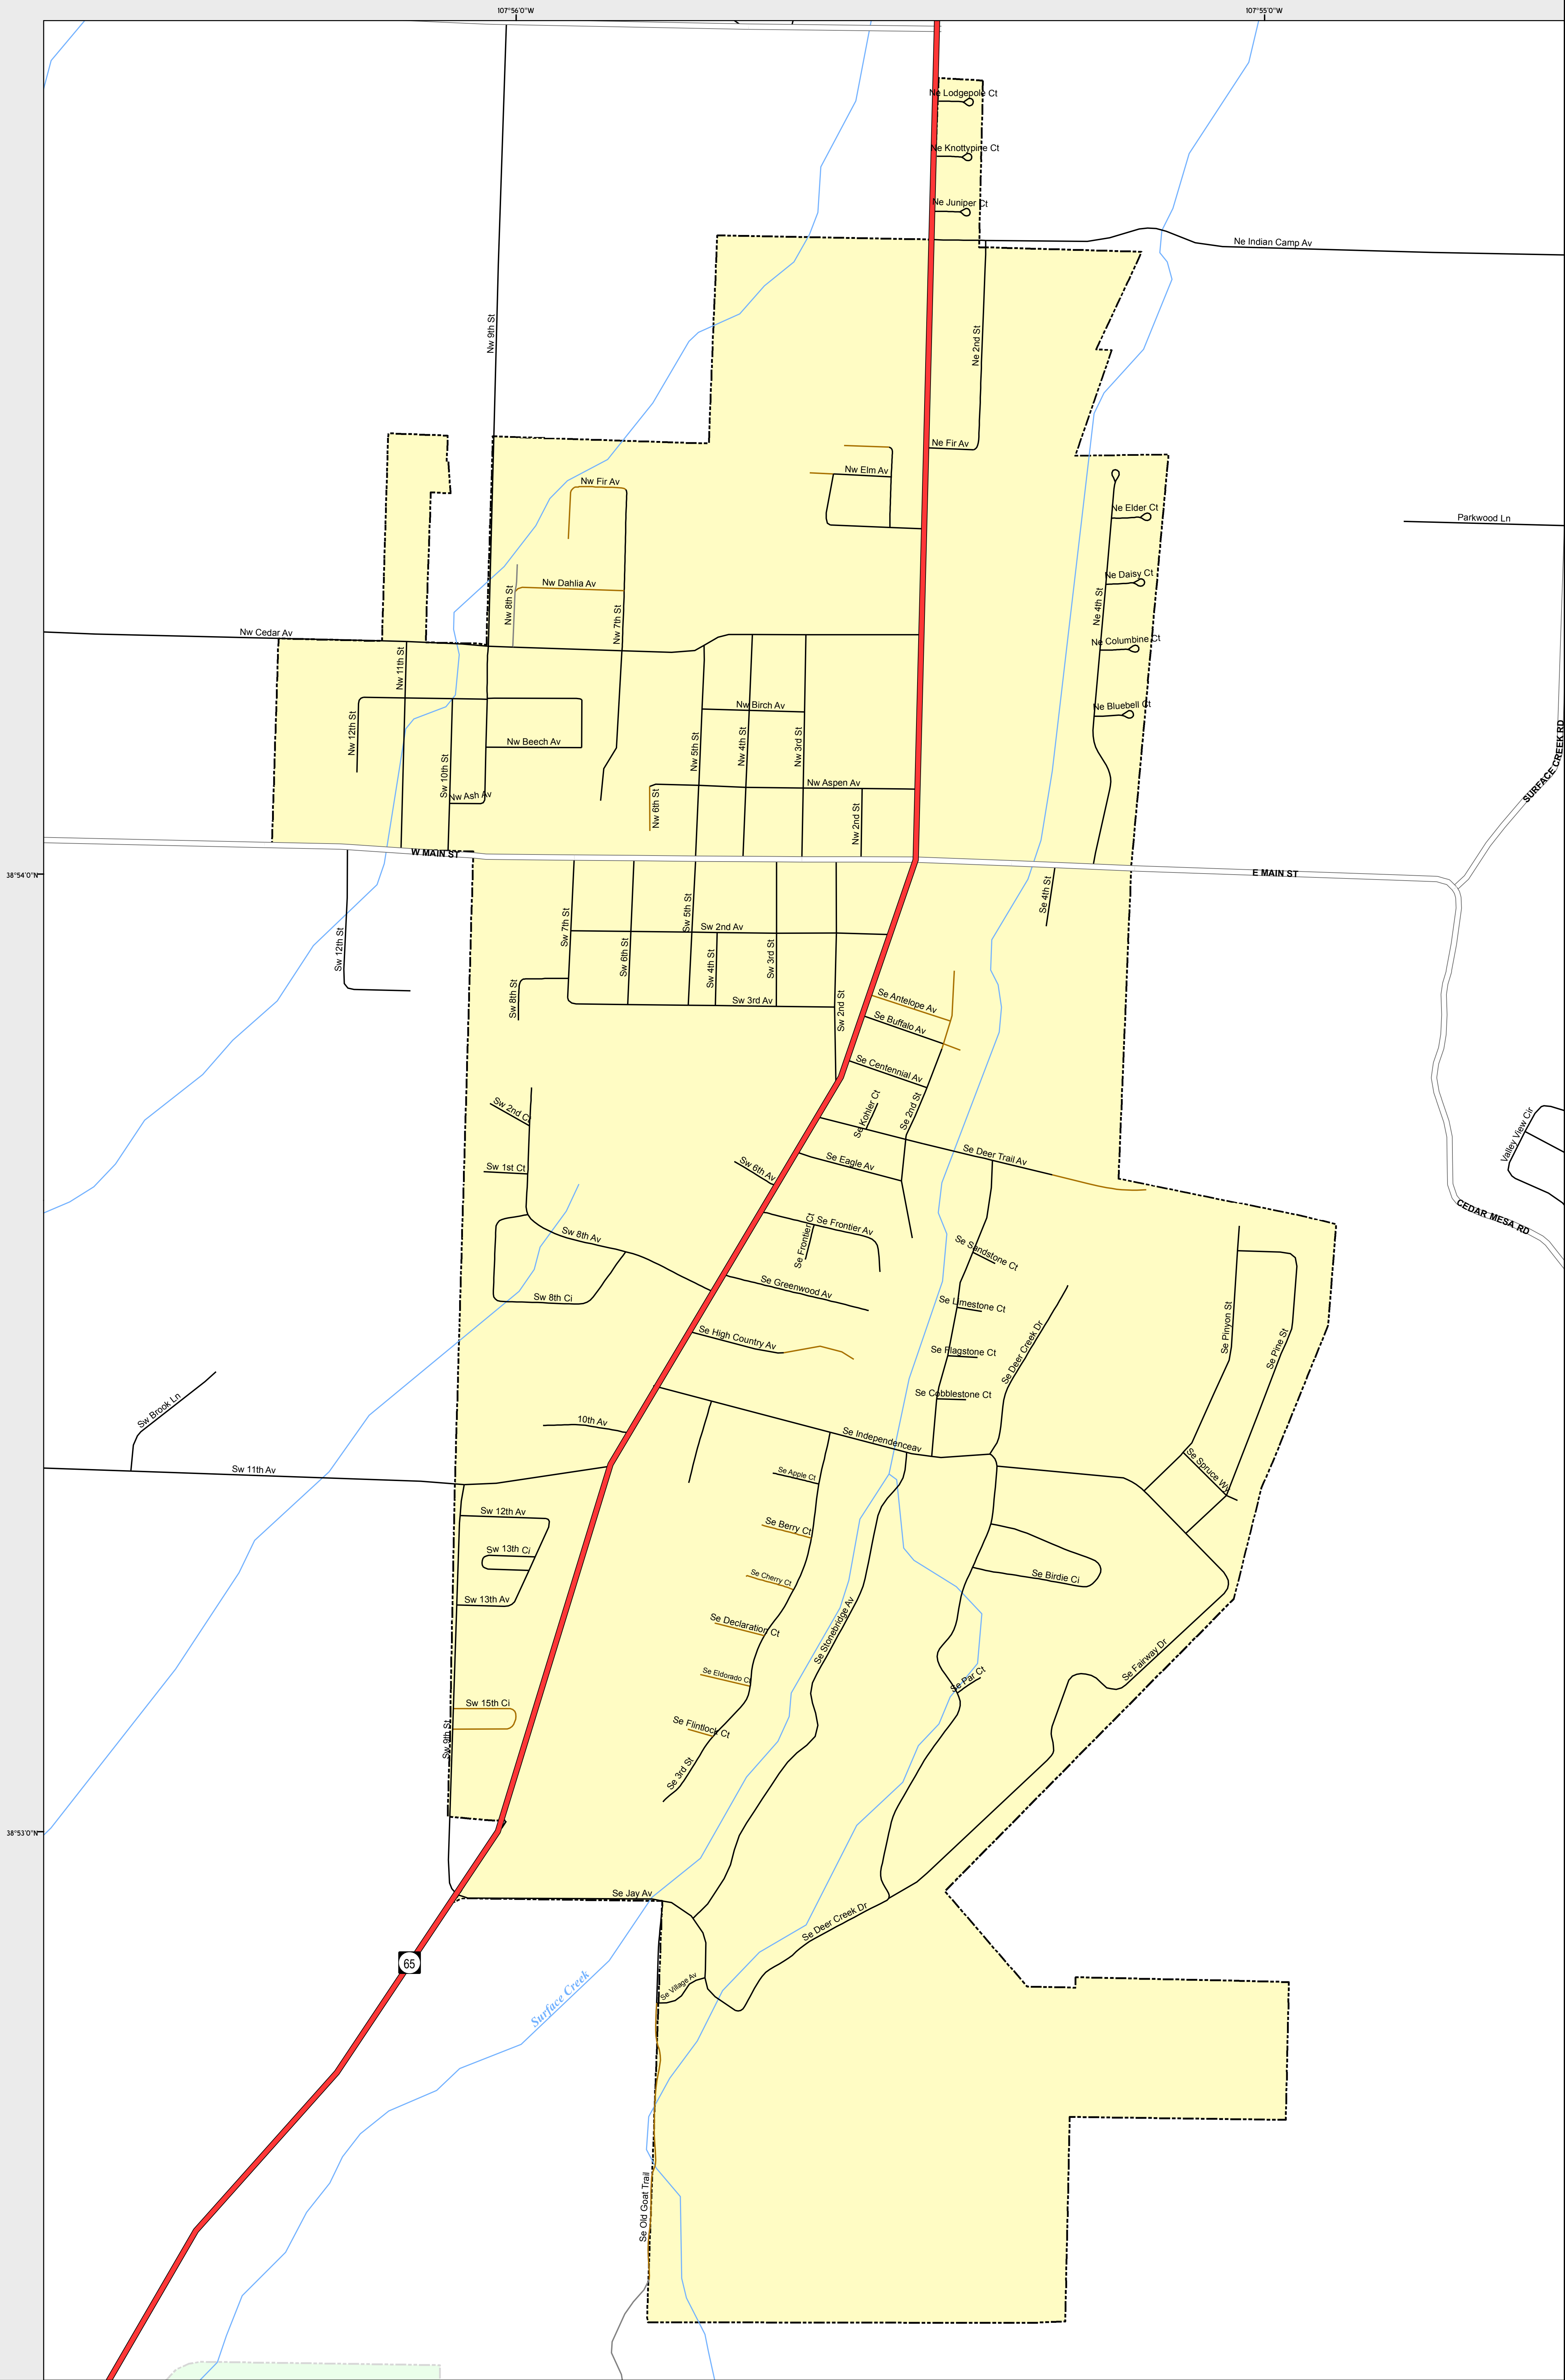 107°56'0"W
107°55'0"W
Ne Lodgepole Ct
Ne Knottypine Ct
Ne Juniper Ct
Ne Indian Camp Av
Nw 9th St
Ne 2nd St
Ne Fir Av
Nw Elm Av
Nw Fir Av
Ne Elder Ct
Parkwood Ln
Ne Daisy Ct
Nw Dahlia Av
Nw 8th St
Nw 7th St
Ne 4th St
Nw Cedar Av
Ne Columbine Ct
Nw 11th St
Nw Birch Av
Ne Bluebell Ct
Nw 12th St
Nw Beech Av
Nw 5th St
Nw 4th St
Nw 3rd St
SURFACE CREEK RD
Sw 10th St
Nw Aspen Av
Nw Ash Av
Nw 6th St
Nw 2nd St
W MAIN ST
E MAIN ST
38°54'0"N
Se 4th St
Sw 7th St
Sw 5th St
Sw 2nd Av
Sw 12th St
Sw 6th St
Sw 4th St
Sw 3rd St
Sw 8th St
Sw 3rd Av
Sw 2nd St
Se Antelope Av
Se Buffalo Av
Se Centennial Av
Sw 2nd Ct
Se Kohler Ct
Se 2nd St
Valley View Cir
Sw 1st Ct
Sw 6th Av
Se Eagle Av
Se Deer Trail Av
CEDAR MESA RD
Sw 8th Av
Se Frontier Ct
Se Frontier Av
Se Sandstone Ct
Sw 8th Ci
Se Greenwood Av
Se Limestone Ct
Se High Country Av
Se Flagstone Ct
Se Deer Creek Dr
Se Pinyon St
Se Pine St
Se Cobblestone Ct
Sw Brook Ln
10th Av
Se Independenceav
Sw 11th Av
Se Apple Ct
Se Spruce Wy
Sw 12th Av
Se Berry Ct
Sw 13th Ci
Se Cherry Ct
Se Birdie Ci
Sw 13th Av
Se Declaration Ct
Se Stonebridge Av
Se Eldorado Ct
Se Par Ct
Se Fairway Dr
Sw 15th Ci
Sw 9th St
Se Flintlock Ct
Se 3rd St
38°53'0"N
Se Jay Av
Se Deer Creek Dr
65
Se Village Av
Surface Creek
Se Old Goat Trail